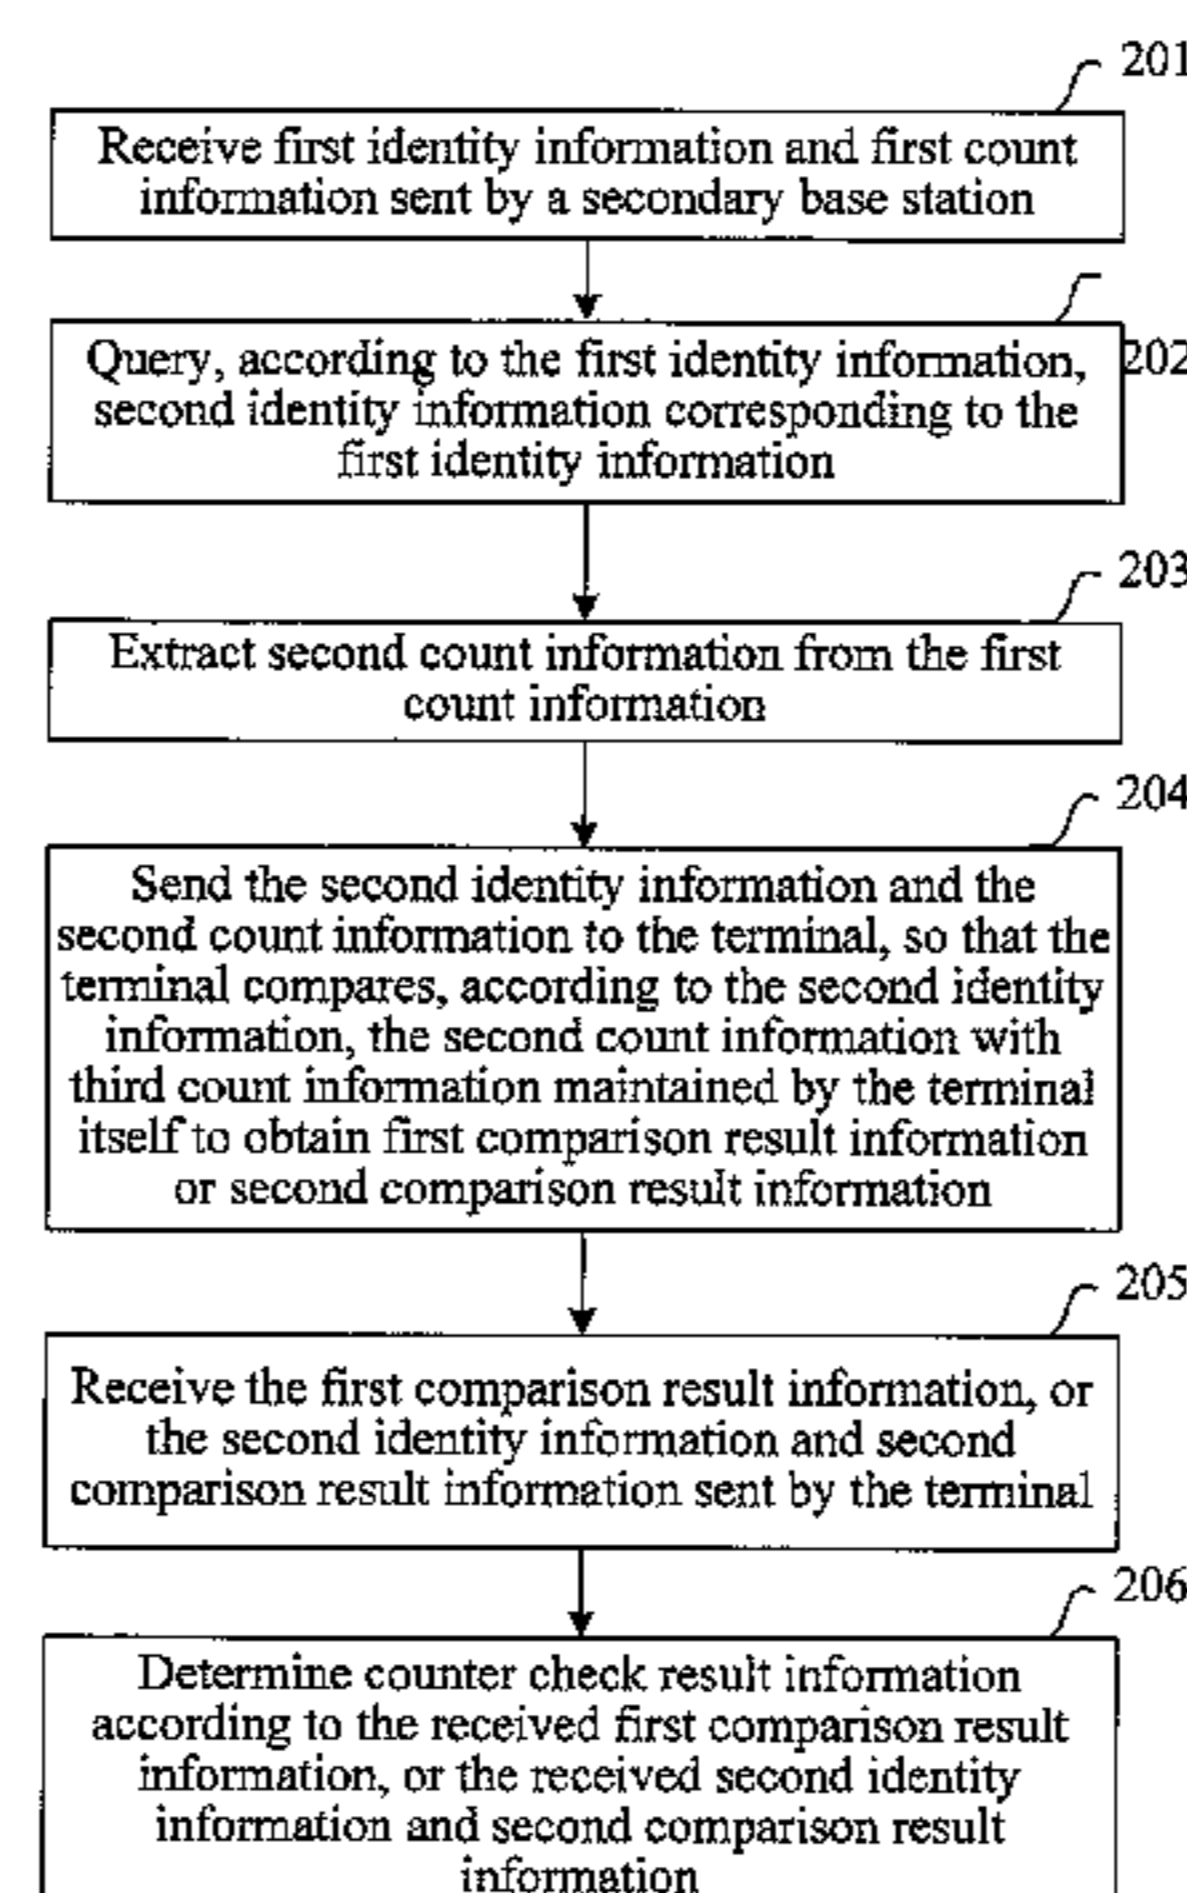 201
Receive first identity information and first count
information sent by a secondary base station
202
Query, according to the first identity information,
second identity information corresponding to the
first identity information
203
Extract second count information from the first
count information
204
Send the second identity information and the
second count information to the terminal, so that the
terminal compares, according to the second identity
information, the second count information with
third count information maintained by the terminal
itself to obtain first comparison result information
or second comparison result information
205
Receive the first comparison result information, or
the second identity information and second
comparison result information sent by the terminal
206
Determine counter check result information
according to the received first comparison result
information, or the received second identity
information and second comparison result
information